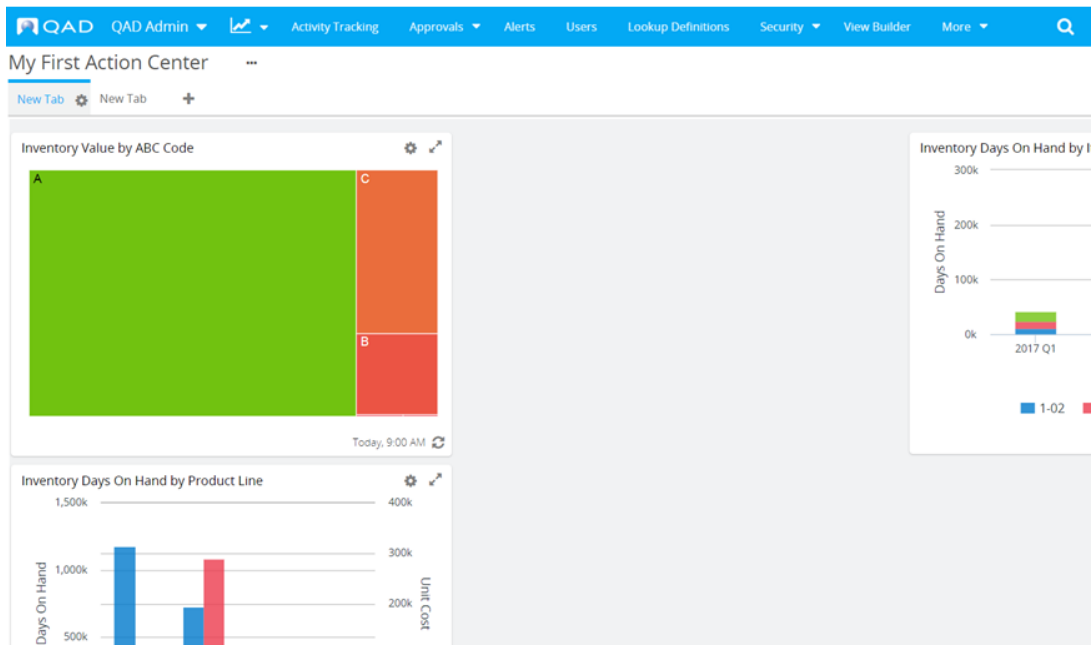 QAD QAD Admin Activity Tracking Approvals Alerts Users Lookup Definitions Security View Builder More
My First Action Center ...
New Tab New Tab +
Inventory Value by ABC Code
A
C
B
Today, 9:00 AM
Inventory Days On Hand by
300k
200k
100k
0k
Days On Hand
2017 Q1
1-02
Inventory Days On Hand by Product Line
1,500k
1,000k
500k
Days On Hand
400k
300k
200k
Unit Cost